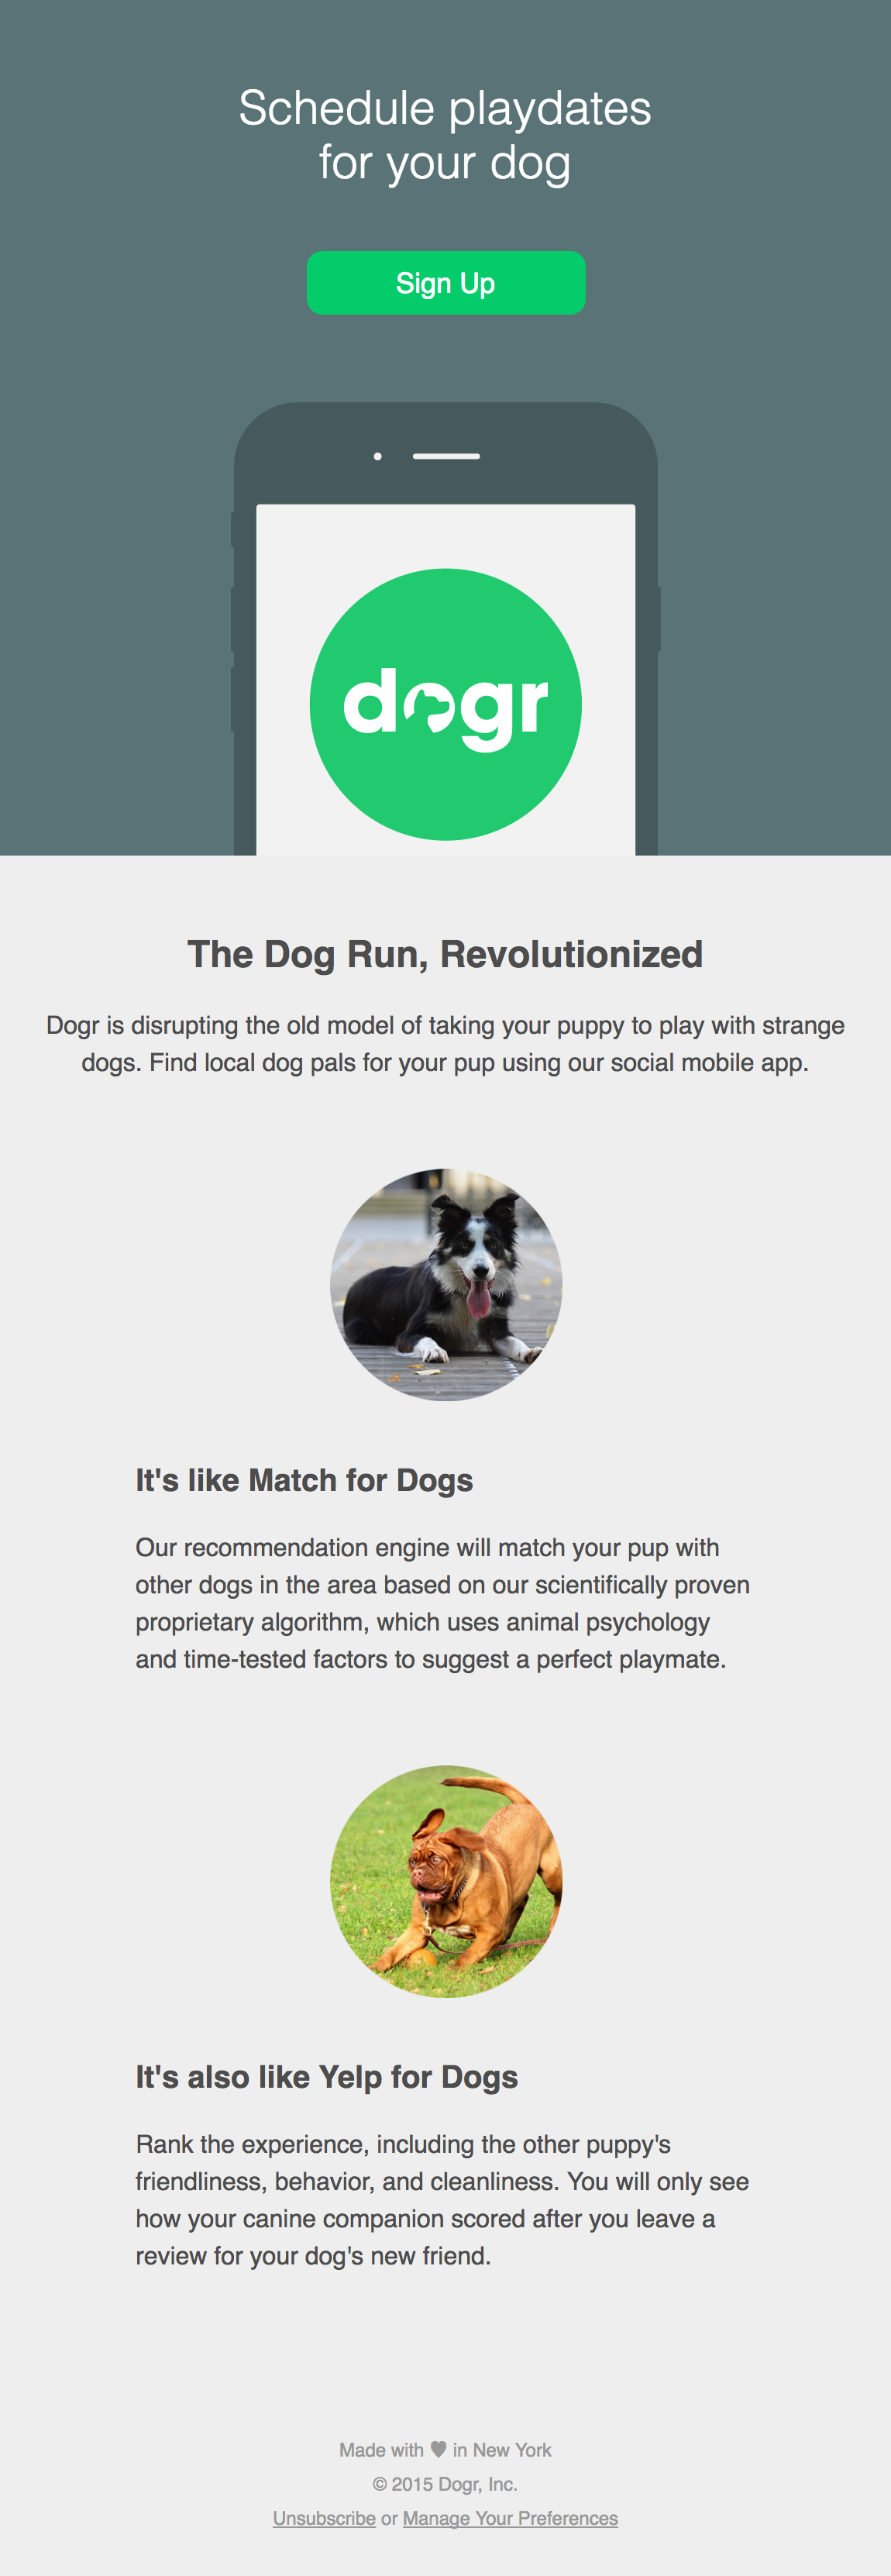 Schedule playdates
for your dog
Sign Up
dogr
The Dog Run, Revolutionized
Dogr is disrupting the old model of taking your puppy to play with strange
dogs. Find local dog pals for your pup using our social mobile app.
It's like Match for Dogs
Our recommendation engine will match your pup with
other dogs in the area based on our scientifically proven
proprietary algorithm, which uses animal psychology
and time-tested factors to suggest a perfect playmate.
It's also like Yelp for Dogs
Rank the experience, including the other puppy's
friendliness, behavior, and cleanliness. You will only see
how your canine companion scored after you leave a
review for your dog's new friend.
Made with ♥ in New York
© 2015 Dogr, Inc.
Unsubscribe or Manage Your Preferences